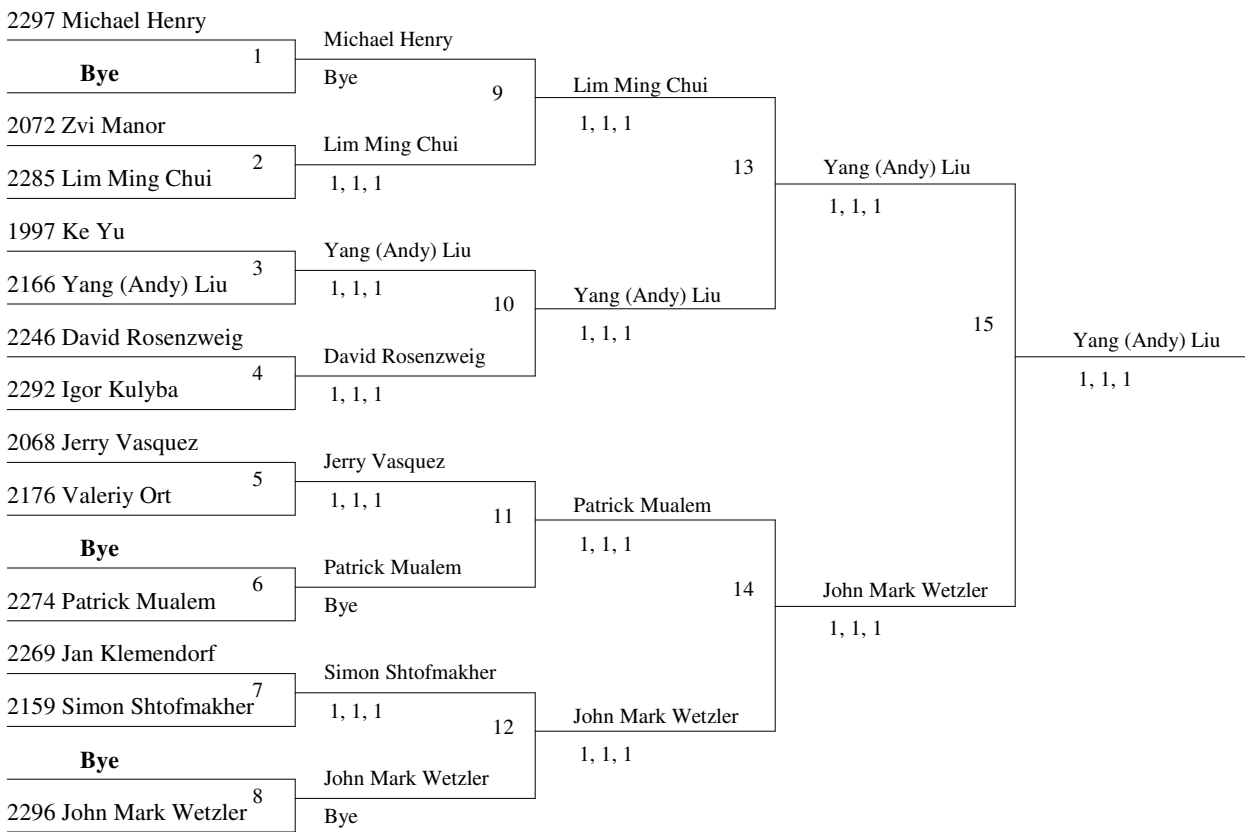 2297 Michael Henry
Bye
1
2072 Zvi Manor
2285 Lim Ming Chui
2
1997 Ke Yu
2166 Yang (Andy) Liu
3
2246 David Rosenzweig
2292 Igor Kulyba
4
2068 Jerry Vasquez
2176 Valeriy Ort
5
Bye
2274 Patrick Mualem
6
2269 Jan Klemendorf
2159 Simon Shtofmakher
7
Bye
2296 John Mark Wetzler
8
Michael Henry
Bye
9
Lim Ming Chui
1, 1, 1
Yang (Andy) Liu
1, 1, 1
10
David Rosenzweig
1, 1, 1
Jerry Vasquez
1, 1, 1
11
Patrick Mualem
Bye
Simon Shtofmakher
1, 1, 1
12
John Mark Wetzler
Bye
Lim Ming Chui
1, 1, 1
13
Yang (Andy) Liu
1, 1, 1
Patrick Mualem
1, 1, 1
14
John Mark Wetzler
1, 1, 1
Yang (Andy) Liu
1, 1, 1
15
John Mark Wetzler
1, 1, 1
Yang (Andy) Liu
1, 1, 1